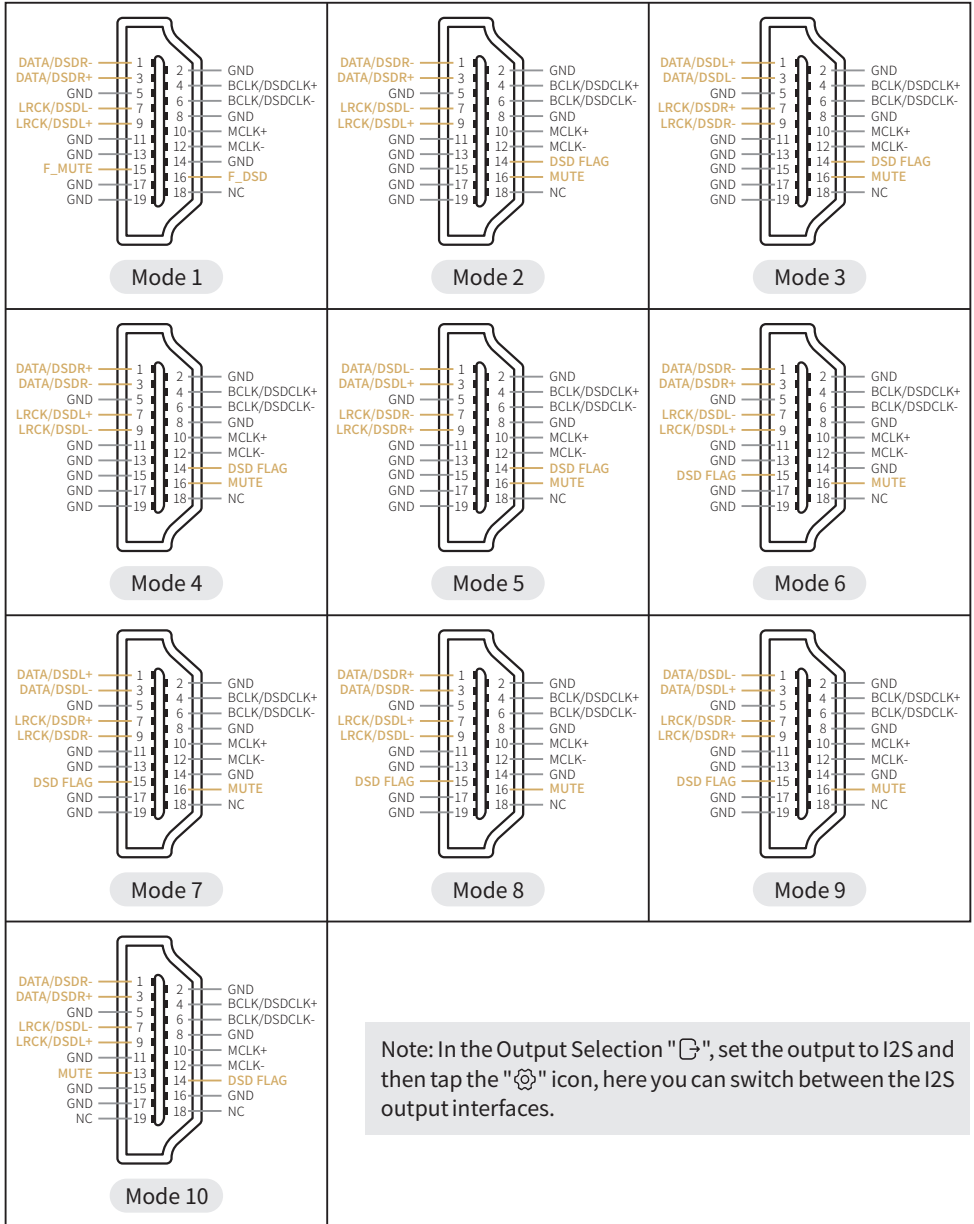 DATA/DSDR- 1
DATA/DSDR+ 3
GND 5
LRCK/DSDL- 7
LRCK/DSDL+ 9
GND 11
GND 13
F_MUTE 15
GND 17
GND 19
2 GND
4 BCLK/DSDCLK+
6 BCLK/DSDCLK-
8 GND
10 MCLK+
12 MCLK-
14 GND
16 F_DSD
18 NC
Mode 1
DATA/DSDR- 1
DATA/DSDR+ 3
GND 5
LRCK/DSDL- 7
LRCK/DSDL+ 9
GND 11
GND 13
GND 15
GND 17
GND 19
2 GND
4 BCLK/DSDCLK+
6 BCLK/DSDCLK-
8 GND
10 MCLK+
12 MCLK-
14 DSD FLAG
16 MUTE
18 NC
Mode 2
DATA/DSDL+ 1
DATA/DSDL- 3
GND 5
LRCK/DSDR+ 7
LRCK/DSDR- 9
GND 11
GND 13
GND 15
GND 17
GND 19
2 GND
4 BCLK/DSDCLK+
6 BCLK/DSDCLK-
8 GND
10 MCLK+
12 MCLK-
14 DSD FLAG
16 MUTE
18 NC
Mode 3
DATA/DSDR+ 1
DATA/DSDR- 3
GND 5
LRCK/DSDL+ 7
LRCK/DSDL- 9
GND 11
GND 13
GND 15
GND 17
GND 19
2 GND
4 BCLK/DSDCLK+
6 BCLK/DSDCLK-
8 GND
10 MCLK+
12 MCLK-
14 DSD FLAG
16 MUTE
18 NC
Mode 4
DATA/DSDL- 1
DATA/DSDL+ 3
GND 5
LRCK/DSDR- 7
LRCK/DSDR+ 9
GND 11
GND 13
GND 15
GND 17
GND 19
2 GND
4 BCLK/DSDCLK+
6 BCLK/DSDCLK-
8 GND
10 MCLK+
12 MCLK-
14 DSD FLAG
16 MUTE
18 NC
Mode 5
DATA/DSDR- 1
DATA/DSDR+ 3
GND 5
LRCK/DSDL- 7
LRCK/DSDL+ 9
GND 11
GND 13
DSD FLAG 15
GND 17
GND 19
2 GND
4 BCLK/DSDCLK+
6 BCLK/DSDCLK-
8 GND
10 MCLK+
12 MCLK-
14 GND
16 MUTE
18 NC
Mode 6
DATA/DSDL+ 1
DATA/DSDL- 3
GND 5
LRCK/DSDR+ 7
LRCK/DSDR- 9
GND 11
GND 13
DSD FLAG 15
GND 17
GND 19
2 GND
4 BCLK/DSDCLK+
6 BCLK/DSDCLK-
8 GND
10 MCLK+
12 MCLK-
14 GND
16 MUTE
18 NC
Mode 7
DATA/DSDR+ 1
DATA/DSDR- 3
GND 5
LRCK/DSDL+ 7
LRCK/DSDL- 9
GND 11
GND 13
DSD FLAG 15
GND 17
GND 19
2 GND
4 BCLK/DSDCLK+
6 BCLK/DSDCLK-
8 GND
10 MCLK+
12 MCLK-
14 GND
16 MUTE
18 NC
Mode 8
DATA/DSDL- 1
DATA/DSDL+ 3
GND 5
LRCK/DSDR- 7
LRCK/DSDR+ 9
GND 11
GND 13
DSD FLAG 15
GND 17
GND 19
2 GND
4 BCLK/DSDCLK+
6 BCLK/DSDCLK-
8 GND
10 MCLK+
12 MCLK-
14 GND
16 MUTE
18 NC
Mode 9
DATA/DSDR- 1
DATA/DSDR+ 3
GND 5
LRCK/DSDL- 7
LRCK/DSDL+ 9
GND 11
MUTE 13
GND 15
GND 17
NC 19
2 GND
4 BCLK/DSDCLK+
6 BCLK/DSDCLK-
8 GND
10 MCLK+
12 MCLK-
14 DSD FLAG
16 GND
18 NC
Mode 10
Note: In the Output Selection " ", set the output to I2S and
then tap the " " icon, here you can switch between the I2S
output interfaces.